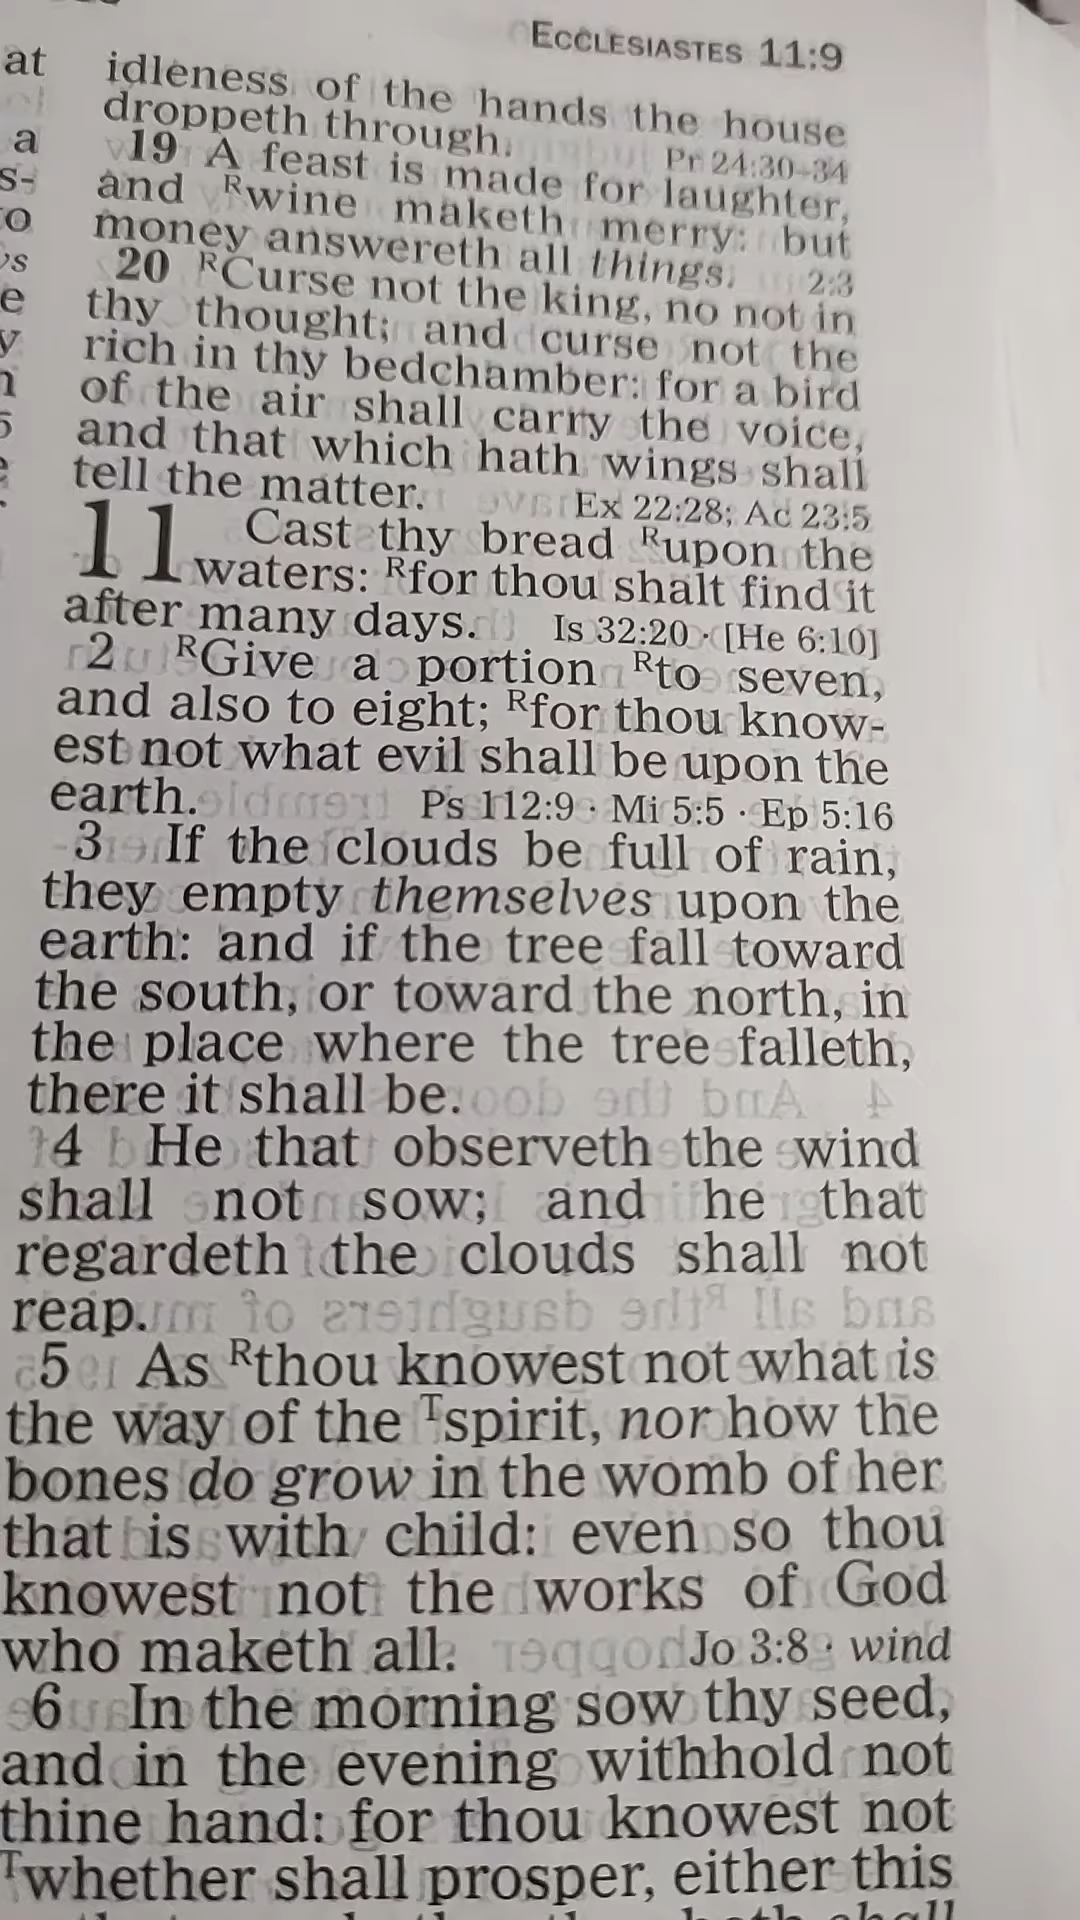 ECCLESIASTES 11:9
idleness of the hands the house
droppeth through. Pr 24:30–34
19 A feast is made for laughter,
and Rwine maketh merry: but
money answereth all things. 2:3
20 RCurse not the king, no not in
thy thought; and curse not the
rich in thy bedchamber: for a bird
of the air shall carry the voice,
and that which hath wings shall
tell the matter. Ex 22:28; Ac 23:5
11 Cast thy bread Rupon the
waters: Rfor thou shalt find it
after many days. Is 32:20 · [He 6:10]
2 RGive a portion Rto seven,
and also to eight; Rfor thou know-
est not what evil shall be upon the
earth. Ps 112:9 · Mi 5:5 · Ep 5:16
3 If the clouds be full of rain,
they empty themselves upon the
earth: and if the tree fall toward
the south, or toward the north, in
the place where the tree falleth,
there it shall be.
4 He that observeth the wind
shall not sow; and he that
regardeth the clouds shall not
reap.
5 As Rthou knowest not what is
the way of the Tspirit, nor how the
bones do grow in the womb of her
that is with child: even so thou
knowest not the works of God
who maketh all. Jo 3:8 · wind
6 In the morning sow thy seed,
and in the evening withhold not
thine hand: for thou knowest not
Twhether shall prosper, either this